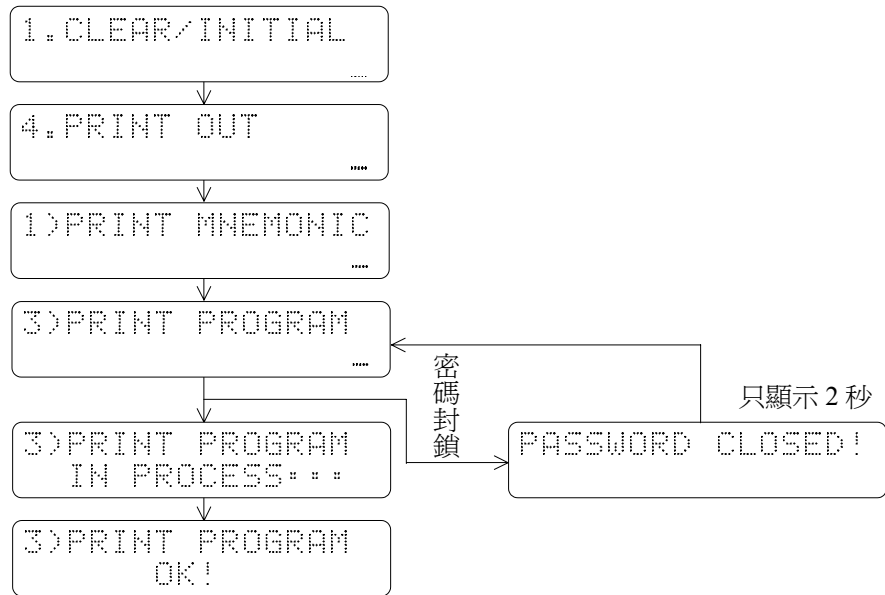 1.CLEAR/INITIAL
.....
4.PRINT OUT
.....
1)PRINT MNEMONIC
.....
3)PRINT PROGRAM
.....
密碼封鎖
只顯示 2 秒
3)PRINT PROGRAM
IN PROCESS...
PASSWORD CLOSED!
3)PRINT PROGRAM
OK!